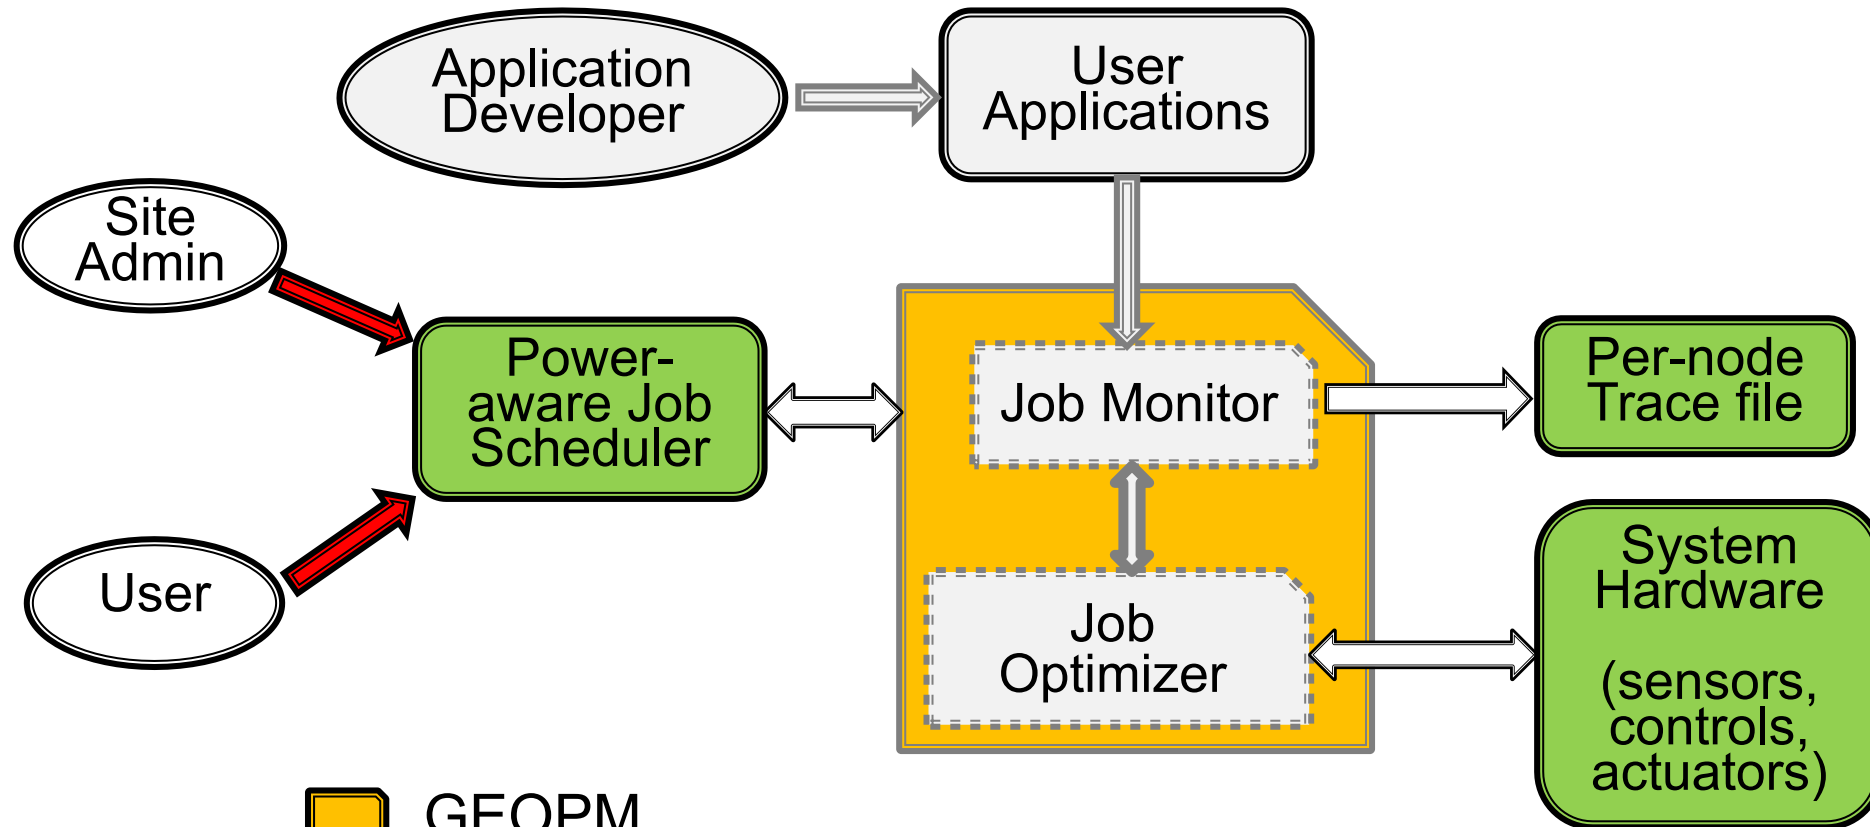 Application
Developer
User
Applications
Site
Admin
Power-
aware Job
Scheduler
Job Monitor
Per-node
Trace file
User
Job
Optimizer
System
Hardware
(sensors,
controls,
actuators)
GEOPM